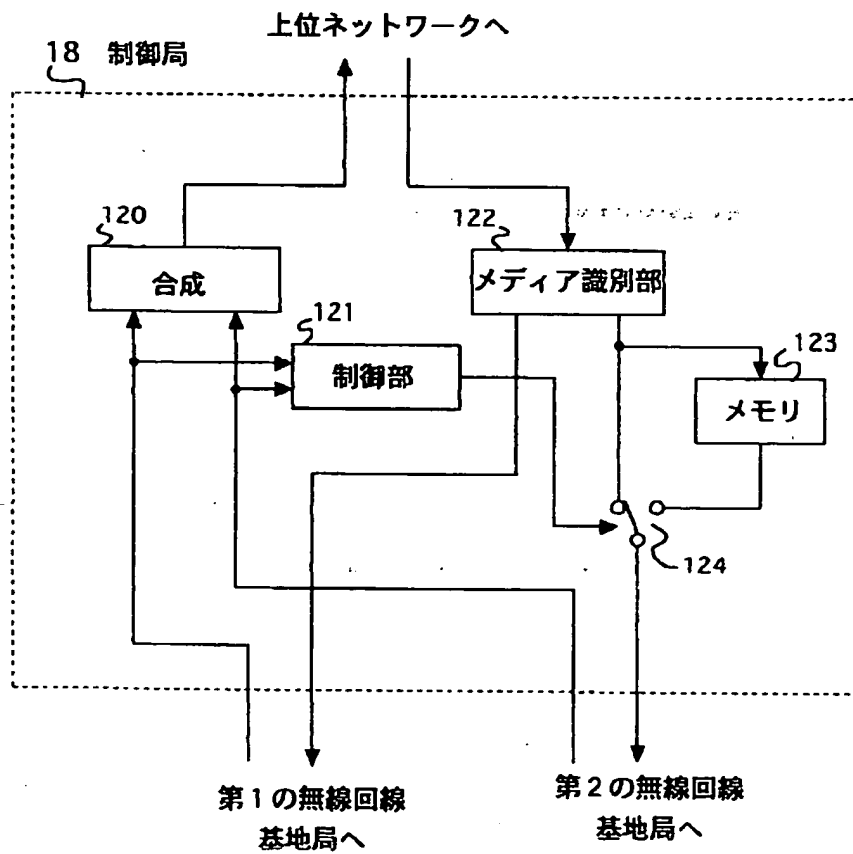 上位ネットワークへ
18 制御局
120
合成
122
メディア識別部
121
制御部
123
メモリ
124
第1の無線回線
基地局へ
第2の無線回線
基地局へ